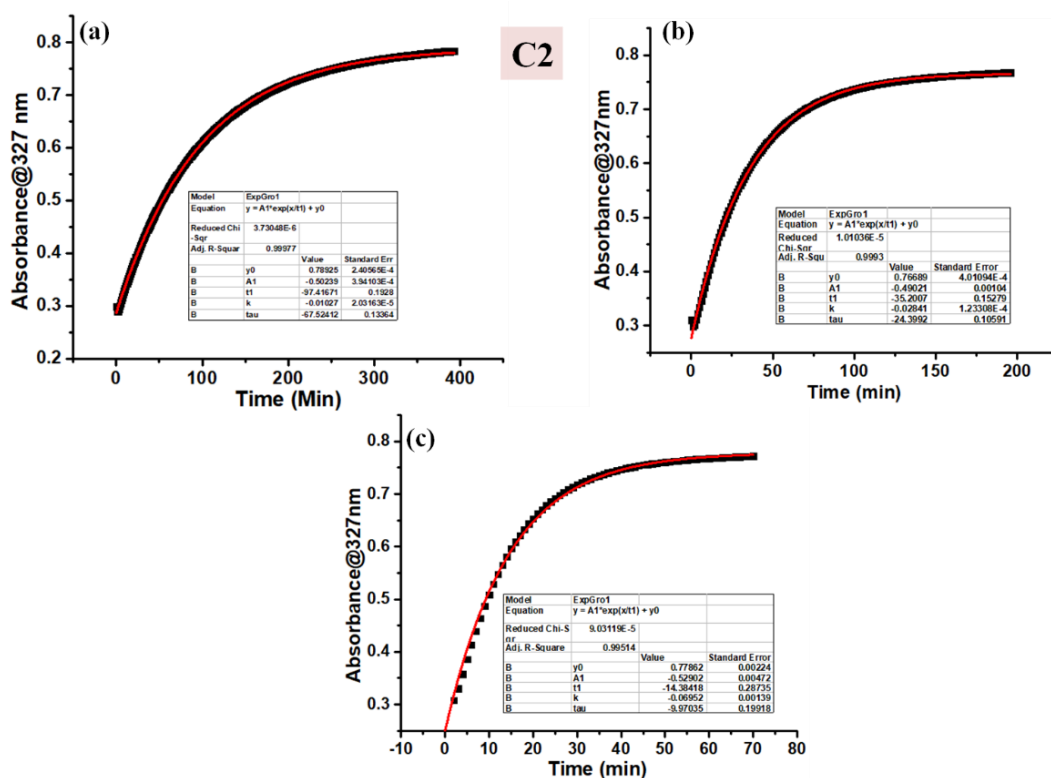 (a)
C2
(b)
Absorbance@327 nm
0.8
0.7
0.6
0.5
0.4
0.3
0.2
Model ExpGro1
Equation y = A1*exp(x/t1) + y0
Reduced Chi
-Sqr 3.73048E-6
Adj. R-Squar 0.99977
Value Standard Err
B y0 0.78925 2.40565E-4
B A1 -0.50239 3.94103E-4
B t1 -97.41671 0.1928
B k -0.01027 2.03163E-5
B tau -67.52412 0.13364
0 100 200 300 400 500
Time (Min)
Absorbance@327nm
0.8
0.7
0.6
0.5
0.4
0.3
Model ExpGro1
Equation y = A1*exp(x/t1) + y0
Reduced
Chi-Sqr 1.01036E-5
Adj. R-Squ 0.9993
Value Standard Error
B y0 0.76689 4.01094E-4
B A1 -0.49021 0.00104
B t1 -35.2007 0.15279
B k -0.02841 1.23308E-4
B tau -24.3992 0.10591
0 50 100 150 200
Time (min)
(c)
Absorbance@327nm
0.8
0.7
0.6
0.5
0.4
0.3
Model ExpGro1
Equation y = A1*exp(x/t1) + y0
Reduced Chi-S
qr 9.03119E-5
Adj. R-Square 0.99514
Value Standard Error
B y0 0.77862 0.00224
B A1 -0.52902 0.00472
B t1 -14.38418 0.28735
B k -0.06952 0.00139
B tau -9.97035 0.19918
-10 0 10 20 30 40 50 60 70 80
Time (min)